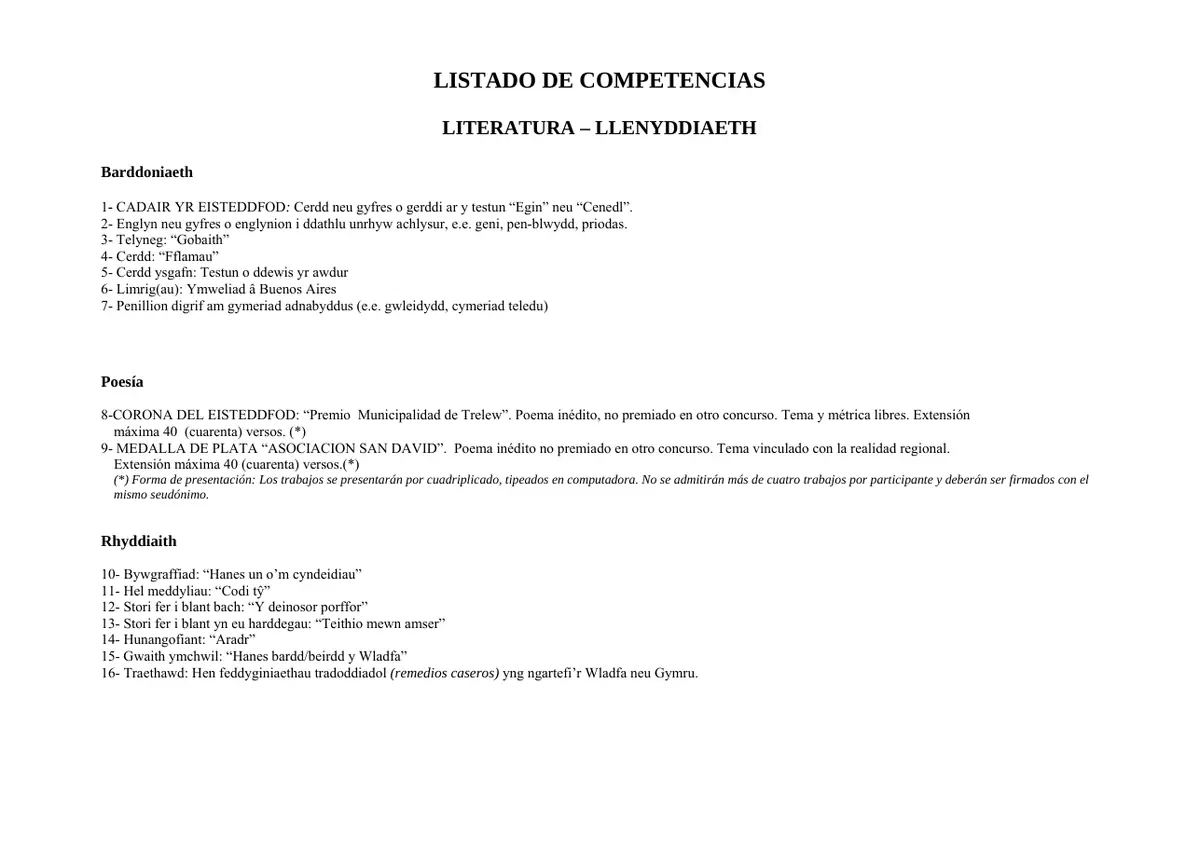 LISTADO DE COMPETENCIAS
LITERATURA – LLENYDDIAETH
Barddoniaeth
1- CADAIR YR EISTEDDFOD: Cerdd neu gyfres o gerddi ar y testun “Egin” neu “Cenedl”.
2- Englyn neu gyfres o englynion i ddathlu unrhyw achlysur, e.e. geni, pen-blwydd, priodas.
3- Telyneg: “Gobaith”
4- Cerdd: “Fflamau”
5- Cerdd ysgafn: Testun o ddewis yr awdur
6- Limrig(au): Ymweliad â Buenos Aires
7- Penillion digrif am gymeriad adnabyddus (e.e. gwleidydd, cymeriad teledu)
Poesía
8-CORONA DEL EISTEDDFOD: “Premio  Municipalidad de Trelew”. Poema inédito, no premiado en otro concurso. Tema y métrica libres. Extensión
máxima 40  (cuarenta) versos. (*)
9- MEDALLA DE PLATA “ASOCIACION SAN DAVID”.  Poema inédito no premiado en otro concurso. Tema vinculado con la realidad regional.
Extensión máxima 40 (cuarenta) versos.(*)
(*) Forma de presentación: Los trabajos se presentarán por cuadriplicado, tipeados en computadora. No se admitirán más de cuatro trabajos por participante y deberán ser firmados con el
mismo seudónimo.
Rhyddiaith
10- Bywgraffiad: “Hanes un o’m cyndeidiau”
11- Hel meddyliau: “Codi tŷ”
12- Stori fer i blant bach: “Y deinosor porffor”
13- Stori fer i blant yn eu harddegau: “Teithio mewn amser”
14- Hunangofiant: “Aradr”
15- Gwaith ymchwil: “Hanes bardd/beirdd y Wladfa”
16- Traethawd: Hen feddyginiaethau tradoddiadol (remedios caseros) yng ngartefi’r Wladfa neu Gymru.